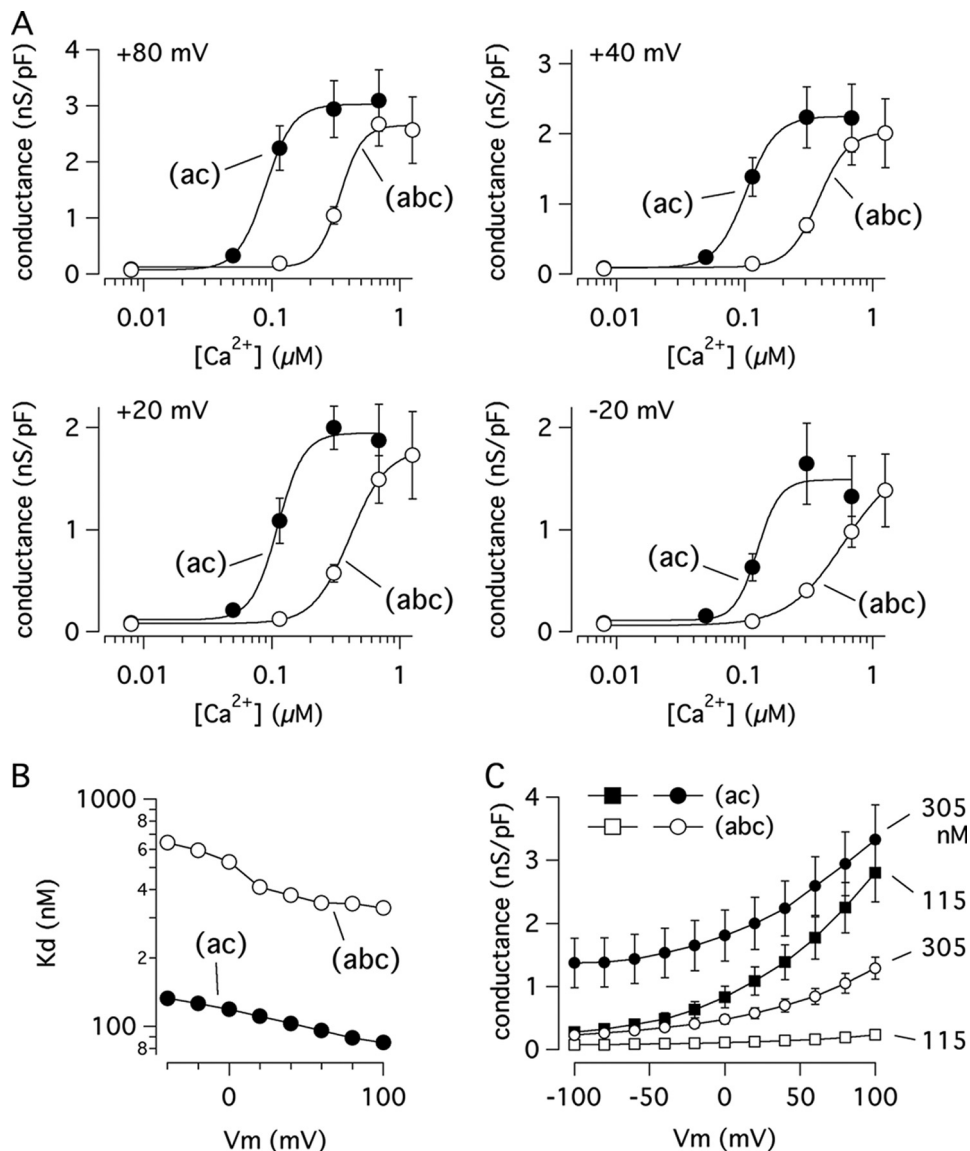 A
+80 mV
conductance (nS/pF)
4
3
2
1
0
(ac)
(abc)
0.01
0.1
1
[Ca2+] (µM)
+40 mV
conductance (nS/pF)
3
2
1
0
(ac)
(abc)
0.01
0.1
1
[Ca2+] (µM)
+20 mV
conductance (nS/pF)
2
1
0
(ac)
(abc)
0.01
0.1
1
[Ca2+] (µM)
-20 mV
conductance (nS/pF)
2
1
0
(ac)
(abc)
0.01
0.1
1
[Ca2+] (µM)
B
Kd (nM)
1000
8
6
4
2
100
8
(ac)
(abc)
0
100
Vm (mV)
C
conductance (nS/pF)
4
3
2
1
0
(ac)
(abc)
305
nM
115
305
115
-100
-50
0
50
100
Vm (mV)